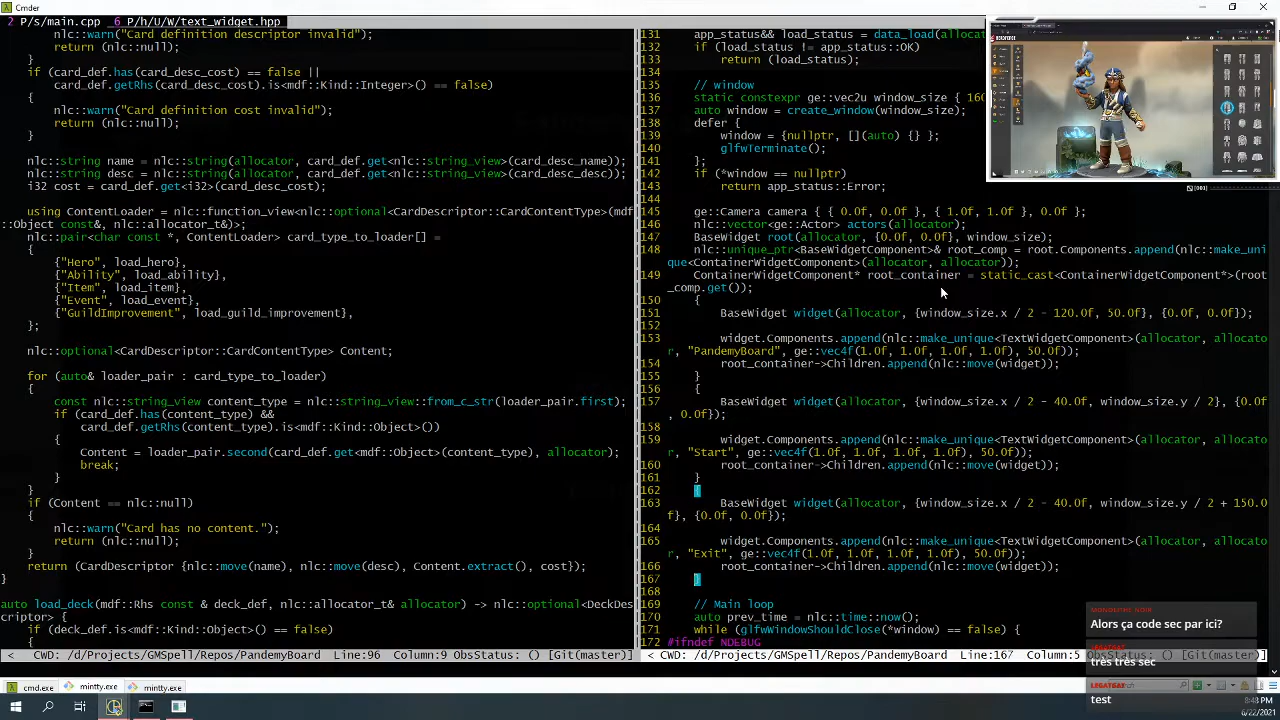 Cmder
2 P/s/main.cpp 6 P/h/U/W/text_widget.hpp
nlc::warn("Card definition descriptor invalid");
return (nlc::null);
}
if (card_def.has(card_desc_cost) == false ||
card_def.getRhs(card_desc_cost).is<mdf::Kind::Integer>() == false)
{
nlc::warn("Card definition cost invalid");
return (nlc::null);
}
nlc::string name = nlc::string(allocator, card_def.get<nlc::string_view>(card_desc_name));
nlc::string desc = nlc::string(allocator, card_def.get<nlc::string_view>(card_desc_desc));
i32 cost = card_def.get<i32>(card_desc_cost);
using ContentLoader = nlc::function_view<nlc::optional<CardDescriptor::CardContentType>(mdf
::Object const&, nlc::allocator_t&)>;
nlc::pair<char const *, ContentLoader> card_type_to_loader[] =
{
{"Hero", load_hero},
{"Ability", load_ability},
{"Item", load_item},
{"Event", load_event},
{"GuildImprovement", load_guild_improvement},
};
nlc::optional<CardDescriptor::CardContentType> Content;
for (auto& loader_pair : card_type_to_loader)
{
const nlc::string_view content_type = nlc::string_view::from_c_str(loader_pair.first);
if (card_def.has(content_type) &&
card_def.getRhs(content_type).is<mdf::Kind::Object>())
{
Content = loader_pair.second(card_def.get<mdf::Object>(content_type), allocator);
break;
}
}
if (Content == nlc::null)
{
nlc::warn("Card has no content.");
return (nlc::null);
}
return (CardDescriptor {nlc::move(name), nlc::move(desc), Content.extract(), cost});
}
auto load_deck(mdf::Rhs const & deck_def, nlc::allocator_t& allocator) -> nlc::optional<DeckDes
criptor> {
if (deck_def.is<mdf::Kind::Object>() == false)
{
< CWD: /d/Projects/GMSpell/Repos/PandemyBoard Line:96 Column:9 ObsStatus: () [Git(master)]
131 app_status&& load_status = data_load(allocat
132 if (load_status != app_status::OK)
133 return (load_status);
134
135 // window
136 static constexpr ge::vec2u window_size { 160
137 auto window = create_window(window_size);
138 defer {
139 window = {nullptr, [](auto) {} };
140 glfwTerminate();
141 };
142 if (*window == nullptr)
143 return app_status::Error;
144
145 ge::Camera camera { { 0.0f, 0.0f }, { 1.0f, 1.0f }, 0.0f };
146 nlc::vector<ge::Actor> actors(allocator);
147 BaseWidget root(allocator, {0.0f, 0.0f}, window_size);
148 nlc::unique_ptr<BaseWidgetComponent>& root_comp = root.Components.append(nlc::make_uni
que<ContainerWidgetComponent>(allocator, allocator));
149 ContainerWidgetComponent* root_container = static_cast<ContainerWidgetComponent*>(root
_comp.get());
150 {
151 BaseWidget widget(allocator, {window_size.x / 2 - 120.0f, 50.0f}, {0.0f, 0.0f});
152
153 widget.Components.append(nlc::make_unique<TextWidgetComponent>(allocator, allocato
r, "PandemyBoard", ge::vec4f(1.0f, 1.0f, 1.0f, 1.0f), 50.0f));
154 root_container->Children.append(nlc::move(widget));
155 }
156 {
157 BaseWidget widget(allocator, {window_size.x / 2 - 40.0f, window_size.y / 2}, {0.0f
, 0.0f});
158
159 widget.Components.append(nlc::make_unique<TextWidgetComponent>(allocator, allocato
r, "Start", ge::vec4f(1.0f, 1.0f, 1.0f, 1.0f), 50.0f));
160 root_container->Children.append(nlc::move(widget));
161 }
162 {
163 BaseWidget widget(allocator, {window_size.x / 2 - 40.0f, window_size.y / 2 + 150.0
f}, {0.0f, 0.0f});
164
165 widget.Components.append(nlc::make_unique<TextWidgetComponent>(allocator, allocato
r, "Exit", ge::vec4f(1.0f, 1.0f, 1.0f, 1.0f), 50.0f));
166 root_container->Children.append(nlc::move(widget));
167 }
168
169 // Main loop
170 auto prev_time = nlc::time::now();
171 while (glfwWindowShouldClose(*window) == false) {
172 #ifndef NDEBUG
< CWD: /d/Projects/GMSpell/Repos/PandemyBoard Line:167 Column:5 ObsStatus: () [Git(master)]
Alors ça code sec par ici?
très très sec
test
cmd.exe mintty.exe mintty.exe
8:48 PM
6/22/2021